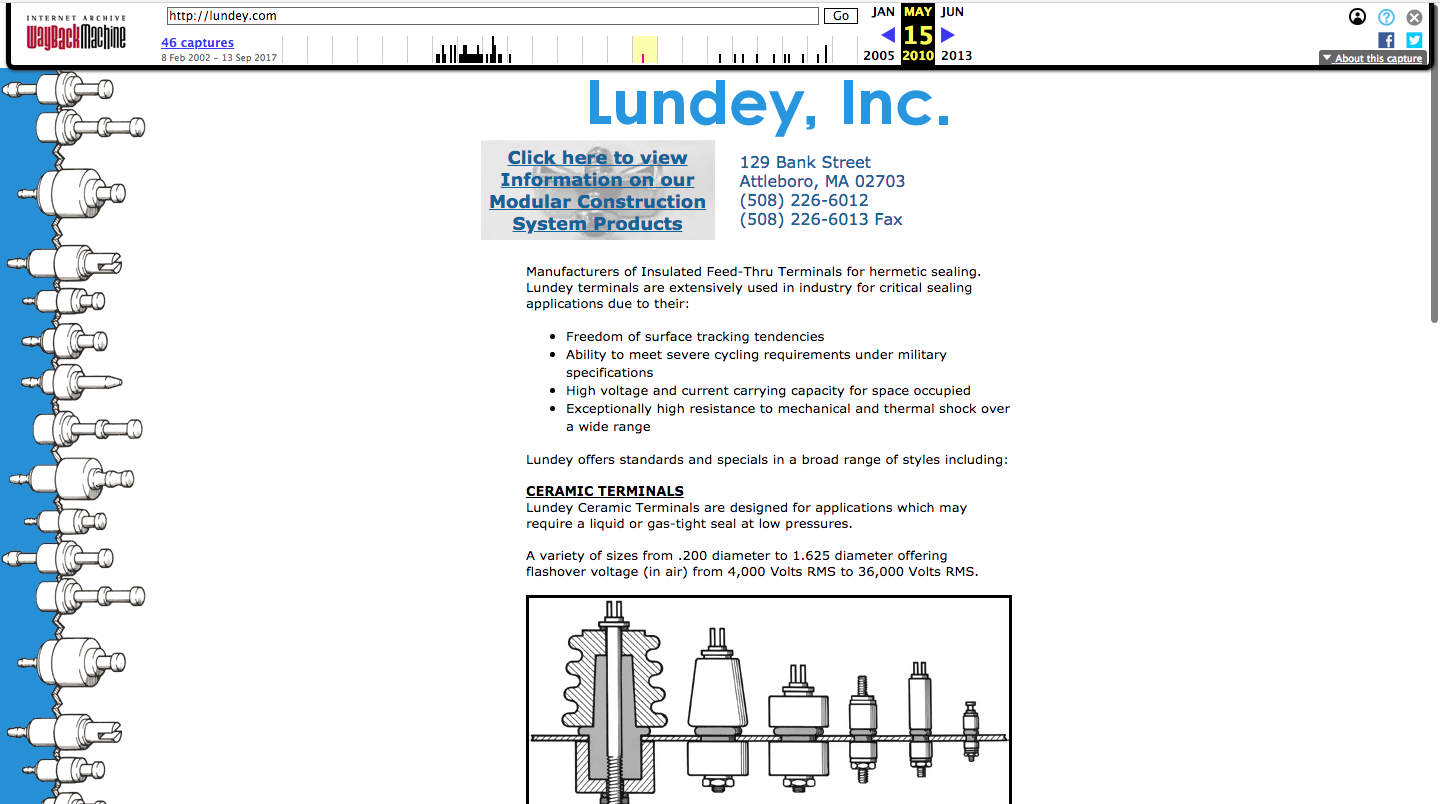 INTERNET ARCHIVE
WayBackMachine
http://lundey.com
Go
JAN MAY JUN
46 captures
15
8 Feb 2002 – 13 Sep 2017
2005 2010 2013
About this capture
Lundey, Inc.
Click here to view
Information on our
Modular Construction
System Products
129 Bank Street
Attleboro, MA 02703
(508) 226-6012
(508) 226-6013 Fax
Manufacturers of Insulated Feed-Thru Terminals for hermetic sealing.
Lundey terminals are extensively used in industry for critical sealing
applications due to their:
• Freedom of surface tracking tendencies
• Ability to meet severe cycling requirements under military
specifications
• High voltage and current carrying capacity for space occupied
• Exceptionally high resistance to mechanical and thermal shock over
a wide range
Lundey offers standards and specials in a broad range of styles including:
CERAMIC TERMINALS
Lundey Ceramic Terminals are designed for applications which may
require a liquid or gas-tight seal at low pressures.
A variety of sizes from .200 diameter to 1.625 diameter offering
flashover voltage (in air) from 4,000 Volts RMS to 36,000 Volts RMS.